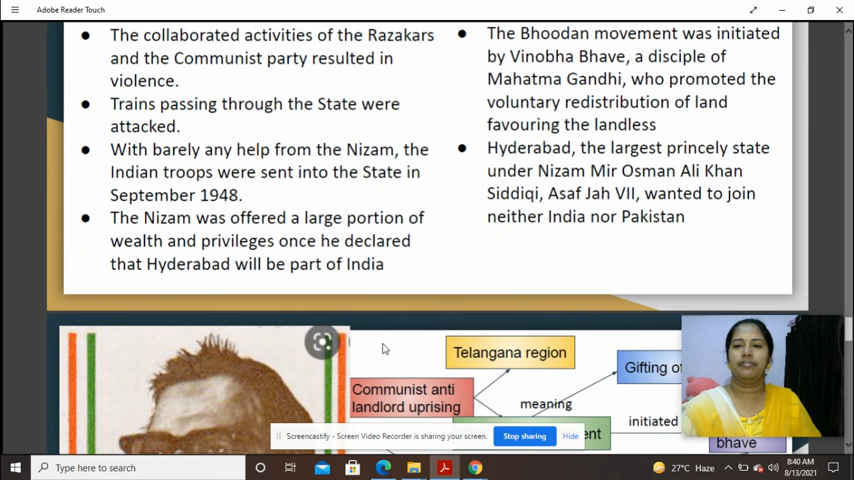 Adobe Reader Touch
The collaborated activities of the Razakars
and the Communist party resulted in
violence.
Trains passing through the State were
attacked.
With barely any help from the Nizam, the
Indian troops were sent into the State in
September 1948.
The Nizam was offered a large portion of
wealth and privileges once he declared
that Hyderabad will be part of India
The Bhoodan movement was initiated
by Vinobha Bhave, a disciple of
Mahatma Gandhi, who promoted the
voluntary redistribution of land
favouring the landless
Hyderabad, the largest princely state
under Nizam Mir Osman Ali Khan
Siddiqi, Asaf Jah VII, wanted to join
neither India nor Pakistan
Telangana region
Gifting of
Communist anti
landlord uprising
meaning
initiated
bhave
Screencastify - Screen Video Recorder is sharing your screen.
Stop sharing
Hide
Type here to search
27°C Haze
8:40 AM
8/13/2021